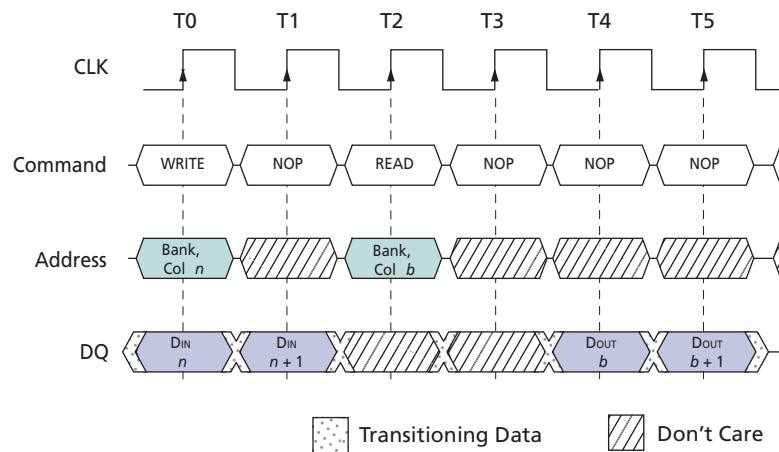 T0 T1 T2 T3 T4 T5
CLK
Command WRITE NOP READ NOP NOP NOP
Address Bank, Col n Bank, Col b
DQ DIN n DIN n + 1 DOUT b DOUT b + 1
Transitioning Data Don't Care